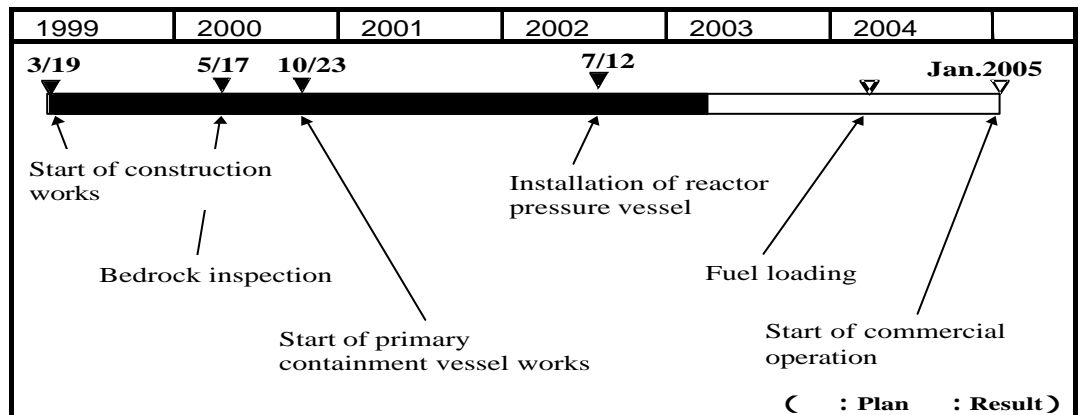 1999 2000 2001 2002 2003 2004
3/19 5/17 10/23 7/12 Jan.2005
Start of construction
works
Installation of reactor
pressure vessel
Bedrock inspection
Fuel loading
Start of primary
containment vessel works
Start of commercial
operation
( : Plan : Result)